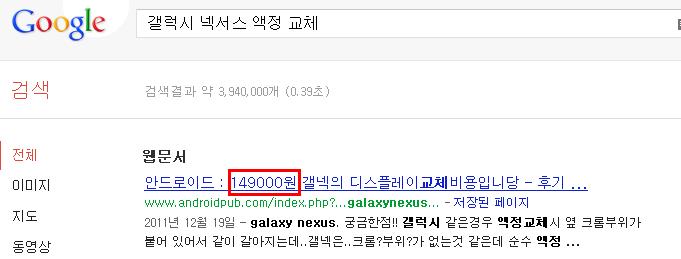 Google
갤럭시 넥서스 액정 교체
검색
검색결과 약 3,940,000개 (0.39초)
전체
이미지
지도
동영상
웹문서
안드로이드 : 149000원 갤넥의 디스플레이교체비용입니당 - 후기 ...
www.androidpub.com/index.php?...galaxynexus... - 저장된 페이지
2011년 12월 19일 - galaxy nexus. 궁금한점!! 갤럭시 같은경우 액정교체시 옆 크롬부위가
붙어 있어서 같이 갈아지는데..갤넥은..크롬?부위?가 없는것 같은데 순수 액정 ...